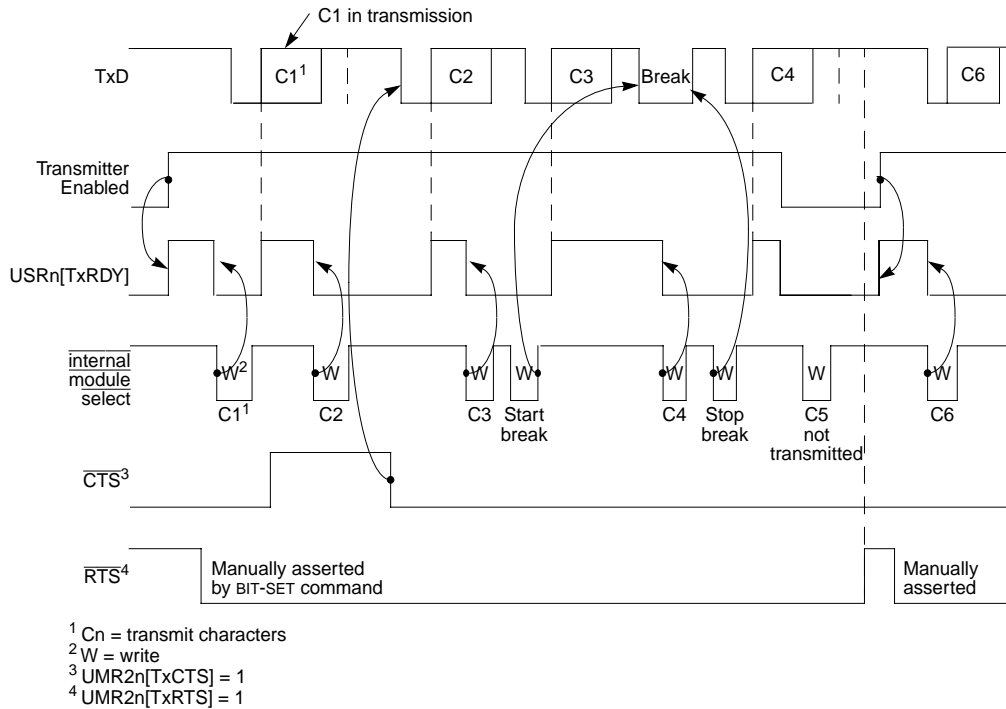 C1 in transmission
TxD
C1¹
C2
C3
Break
C4
C6
Transmitter
Enabled
USRn[TxRDY]
internal
module
select
W²
W
W
W
W
W
W
W
C1¹
C2
C3
Start
break
C4
Stop
break
C5
not
transmitted
C6
CTS³
RTS⁴
Manually asserted
by BIT-SET command
Manually
asserted
¹ Cn = transmit characters
² W = write
³ UMR2n[TxCTS] = 1
⁴ UMR2n[TxRTS] = 1